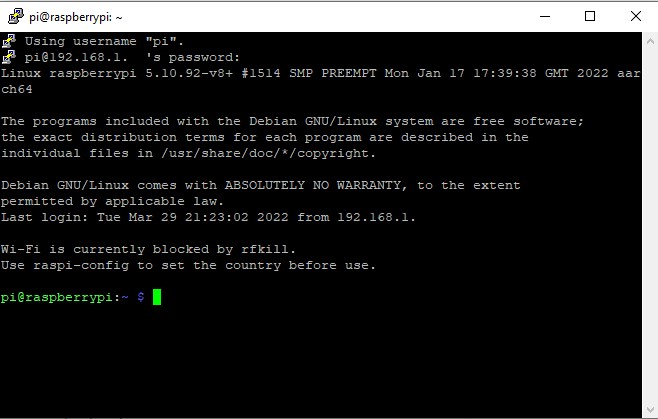 pi@raspberrypi: ~
Using username "pi".
pi@192.168.1.  's password:
Linux raspberrypi 5.10.92-v8+ #1514 SMP PREEMPT Mon Jan 17 17:39:38 GMT 2022 aar
ch64
The programs included with the Debian GNU/Linux system are free software;
the exact distribution terms for each program are described in the
individual files in /usr/share/doc/*/copyright.
Debian GNU/Linux comes with ABSOLUTELY NO WARRANTY, to the extent
permitted by applicable law.
Last login: Tue Mar 29 21:23:02 2022 from 192.168.1.
Wi-Fi is currently blocked by rfkill.
Use raspi-config to set the country before use.
pi@raspberrypi:~ $